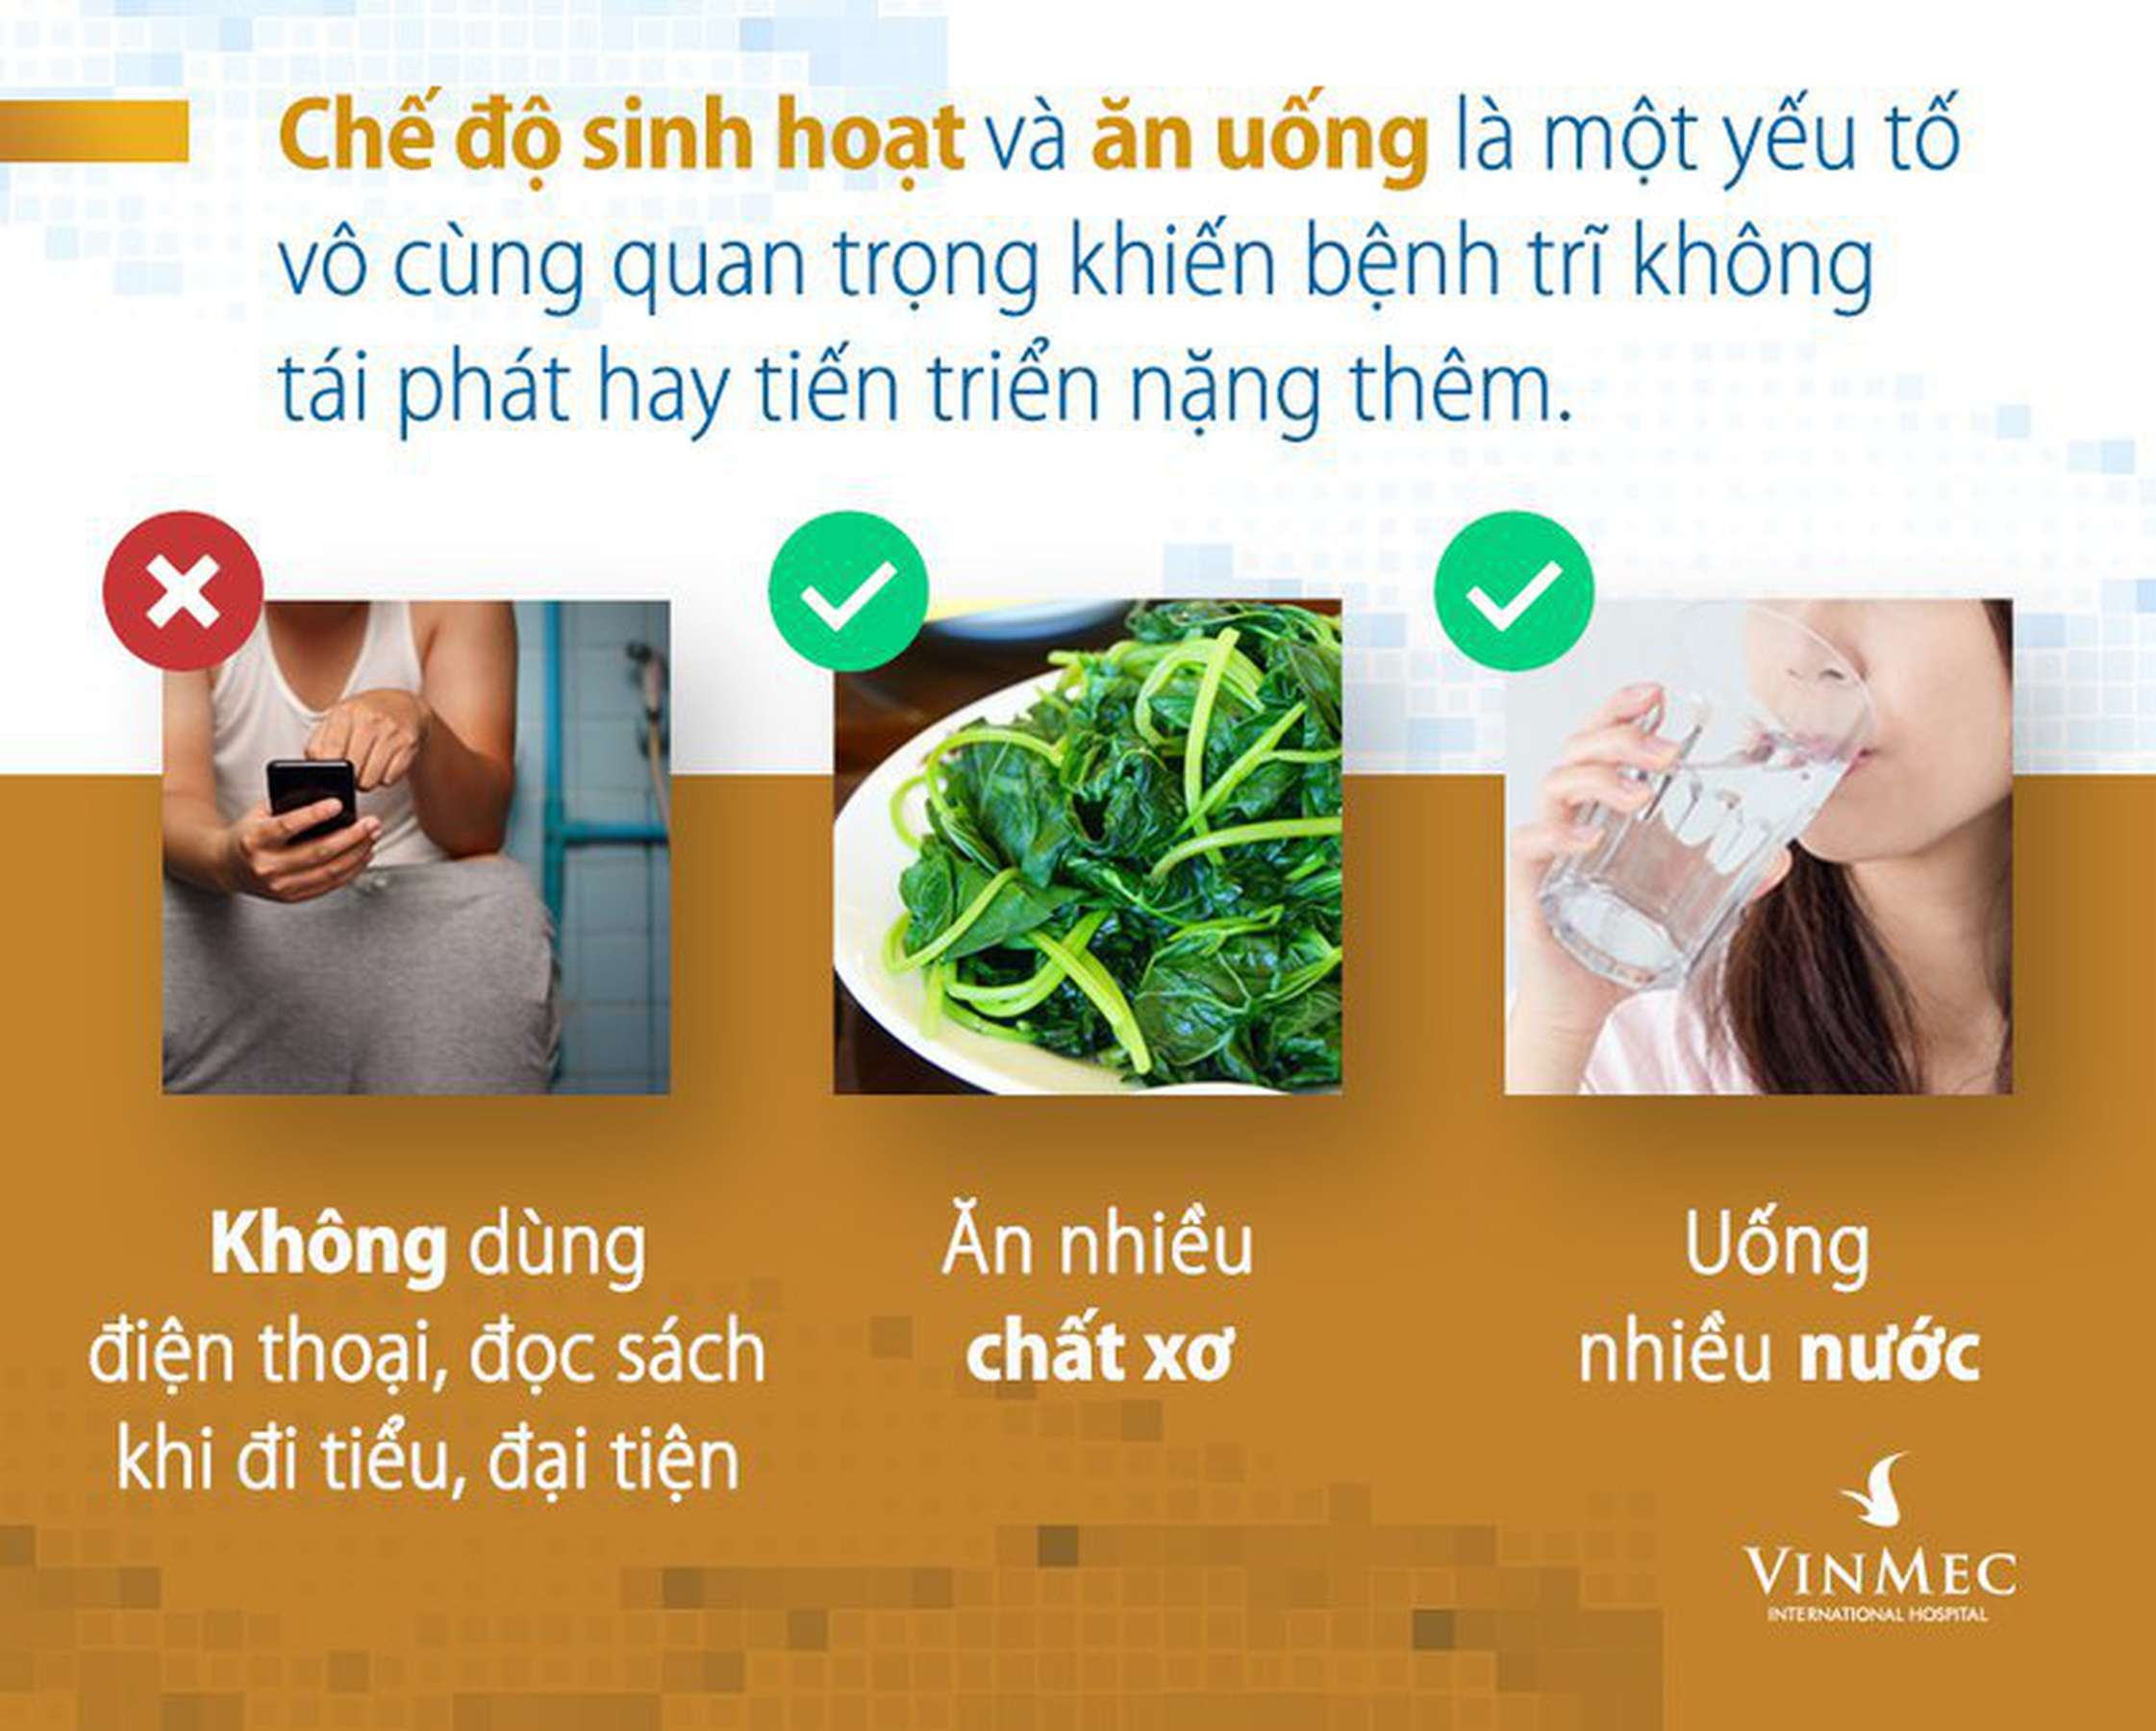 Chế độ sinh hoạt và ăn uống là một yếu tố
vô cùng quan trọng khiến bệnh trĩ không
tái phát hay tiến triển nặng thêm.
Không dùng
điện thoại, đọc sách
khi đi tiểu, đại tiện
Ăn nhiều
chất xơ
Uống
nhiều nước
VINMEC
INTERNATIONAL HOSPITAL